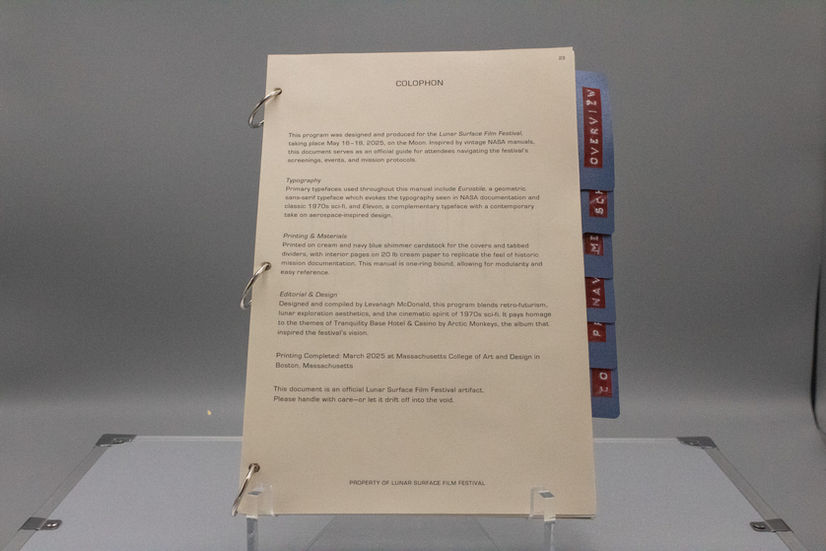 23
COLOPHON
This program was designed and produced for the Lunar Surface Film Festival,
taking place May 16–18, 2025, on the Moon. Inspired by vintage NASA manuals,
this document serves as an official guide for attendees navigating the festival's
screenings, events, and mission protocols.
Typography
Primary typefaces used throughout this manual include Eurostile, a geometric
sans-serif typeface which evokes the typography seen in NASA documentation and
classic 1970s sci-fi, and Elevon, a complementary typeface with a contemporary
take on aerospace-inspired design.
Printing & Materials
Printed on cream and navy blue shimmer cardstock for the covers and tabbed
dividers, with interior pages on 20 lb cream paper to replicate the feel of historic
mission documentation. This manual is one-ring bound, allowing for modularity and
easy reference.
Editorial & Design
Designed and compiled by Levanagh McDonald, this program blends retro-futurism,
lunar exploration aesthetics, and the cinematic spirit of 1970s sci-fi. It pays homage
to the themes of Tranquility Base Hotel & Casino by Arctic Monkeys, the album that
inspired the festival's vision.
Printing Completed: March 2025 at Massachusetts College of Art and Design in
Boston, Massachusetts
This document is an official Lunar Surface Film Festival artifact.
Please handle with care—or let it drift off into the void.
PROPERTY OF LUNAR SURFACE FILM FESTIVAL
OVERVIEW
SCH
ME
NAV
PR
CO